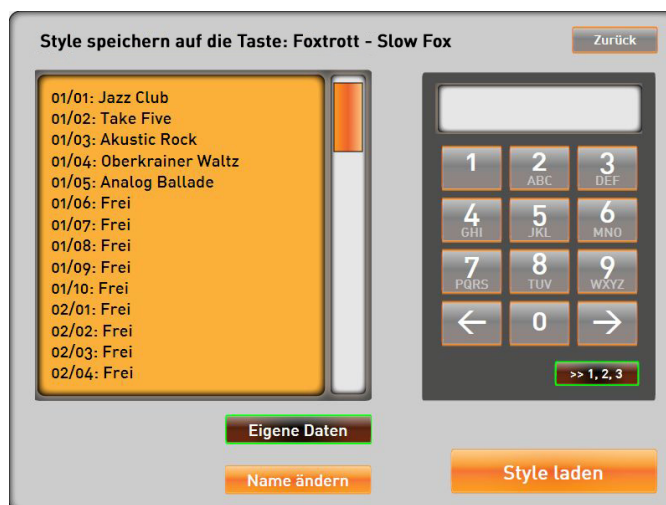 Style speichern auf die Taste: Foxtrott - Slow Fox
Zurück
01/01: Jazz Club
01/02: Take Five
01/03: Akustic Rock
01/04: Oberkrainer Waltz
01/05: Analog Ballade
01/06: Frei
01/07: Frei
01/08: Frei
01/09: Frei
01/10: Frei
02/01: Frei
02/02: Frei
02/03: Frei
02/04: Frei
1
2 ABC
3 DEF
4 GHI
5 JKL
6 MNO
7 PQRS
8 TUV
9 WXYZ
←
0
→
>> 1, 2, 3
Eigene Daten
Name ändern
Style laden